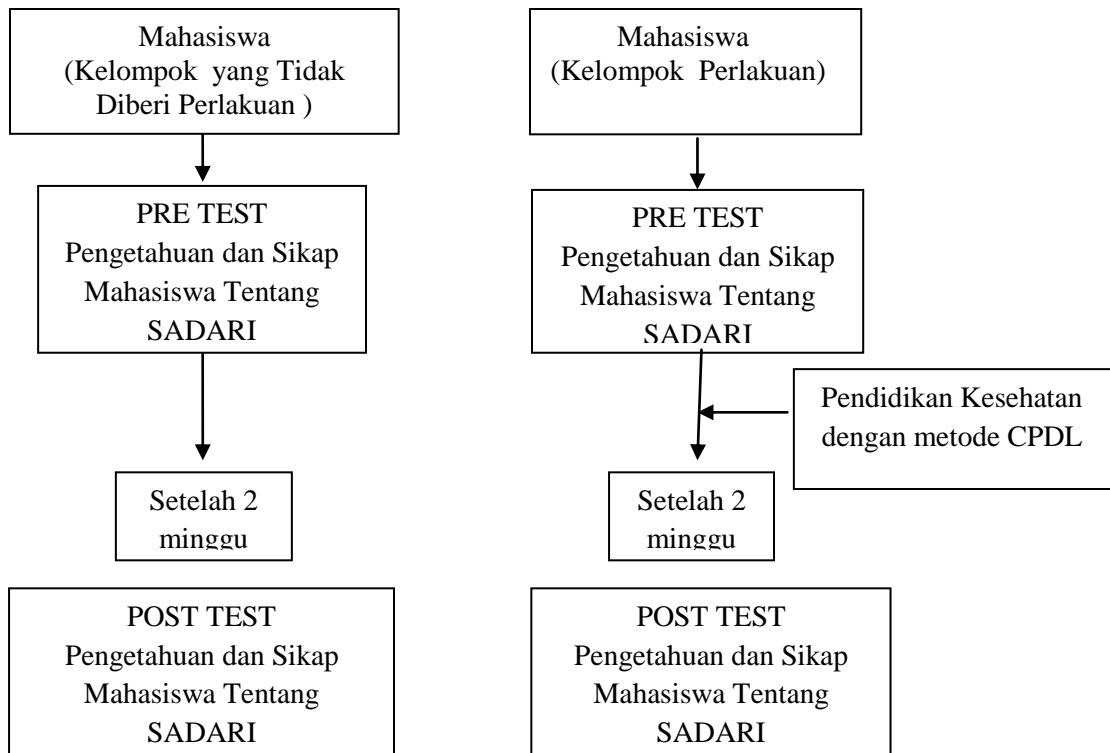 Mahasiswa
(Kelompok yang Tidak
Diberi Perlakuan )
Mahasiswa
(Kelompok Perlakuan)
PRE TEST
Pengetahuan dan Sikap
Mahasiswa Tentang
SADARI
PRE TEST
Pengetahuan dan Sikap
Mahasiswa Tentang
SADARI
Pendidikan Kesehatan
dengan metode CPDL
Setelah 2
minggu
Setelah 2
minggu
POST TEST
Pengetahuan dan Sikap
Mahasiswa Tentang
SADARI
POST TEST
Pengetahuan dan Sikap
Mahasiswa Tentang
SADARI